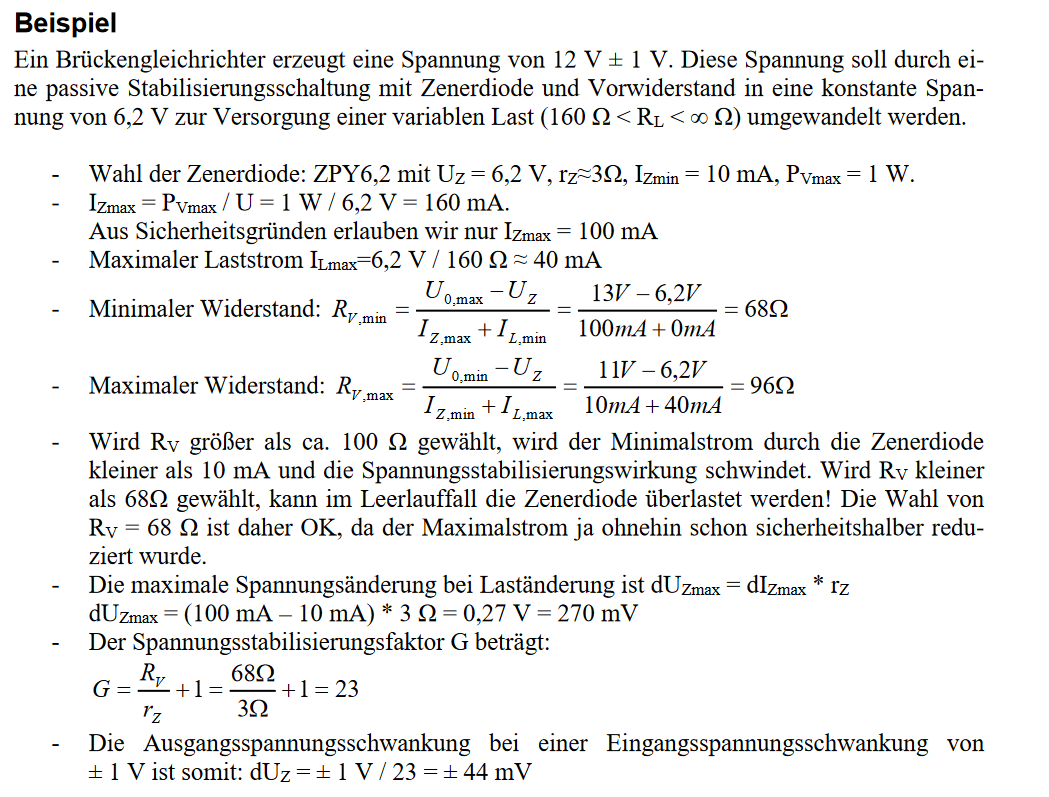 Beispiel
Ein Brückengleichrichter erzeugt eine Spannung von 12 V ± 1 V. Diese Spannung soll durch ei-
ne passive Stabilisierungsschaltung mit Zenerdiode und Vorwiderstand in eine konstante Span-
nung von 6,2 V zur Versorgung einer variablen Last (160 Ω < RL < ∞ Ω) umgewandelt werden.
- Wahl der Zenerdiode: ZPY6,2 mit UZ = 6,2 V, rZ≈3Ω, IZmin = 10 mA, PVmax = 1 W.
- IZmax = PVmax / U = 1 W / 6,2 V = 160 mA.
Aus Sicherheitsgründen erlauben wir nur IZmax = 100 mA
- Maximaler Laststrom ILmax=6,2 V / 160 Ω ≈ 40 mA
- Minimaler Widerstand: RV,min = (U0,max − UZ) / (IZ,max + IL,min) = (13V − 6,2V) / (100mA + 0mA) = 68Ω
- Maximaler Widerstand: RV,max = (U0,min − UZ) / (IZ,min + IL,max) = (11V − 6,2V) / (10mA + 40mA) = 96Ω
- Wird RV größer als ca. 100 Ω gewählt, wird der Minimalstrom durch die Zenerdiode
kleiner als 10 mA und die Spannungsstabilisierungswirkung schwindet. Wird RV kleiner
als 68Ω gewählt, kann im Leerlauffall die Zenerdiode überlastet werden! Die Wahl von
RV = 68 Ω ist daher OK, da der Maximalstrom ja ohnehin schon sicherheitshalber redu-
ziert wurde.
- Die maximale Spannungsänderung bei Laständerung ist dUZmax = dIZmax * rZ
dUZmax = (100 mA – 10 mA) * 3 Ω = 0,27 V = 270 mV
- Der Spannungsstabilisierungsfaktor G beträgt:
G = RV / rZ + 1 = 68Ω / 3Ω + 1 = 23
- Die Ausgangsspannungsschwankung bei einer Eingangsspannungsschwankung von
± 1 V ist somit: dUZ = ± 1 V / 23 = ± 44 mV